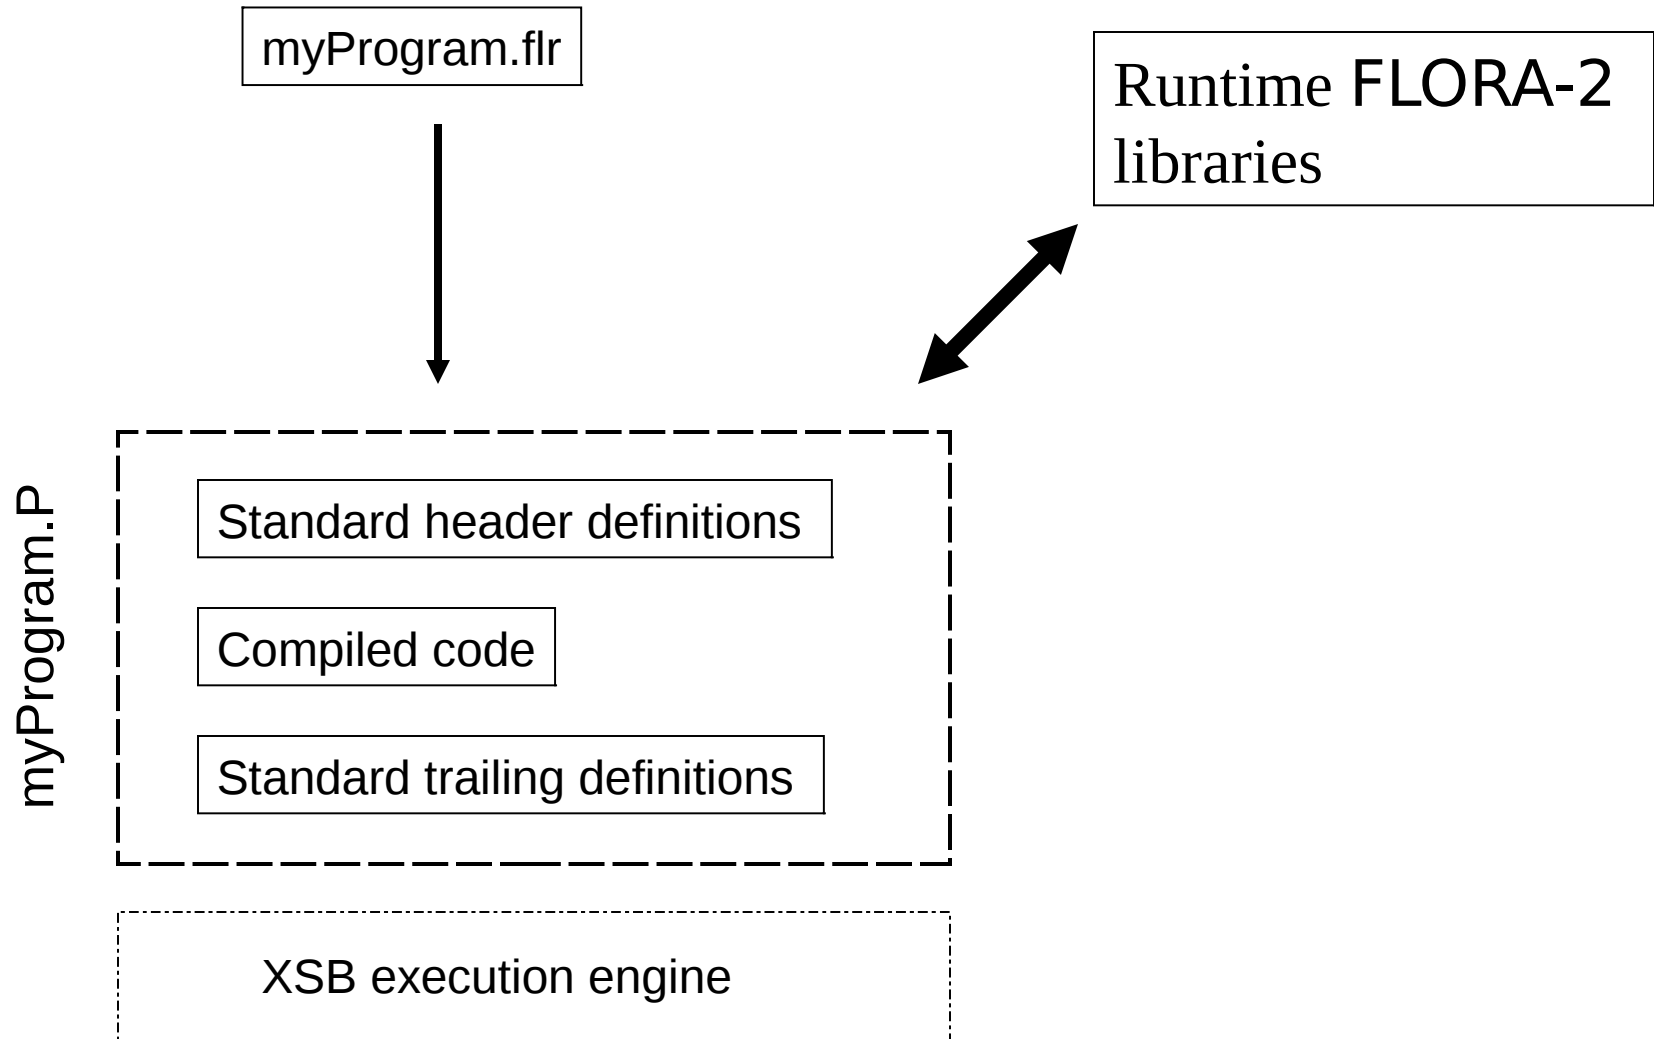 myProgram.flr
Runtime FLORA-2
libraries
myProgram.P
Standard header definitions
Compiled code
Standard trailing definitions
XSB execution engine